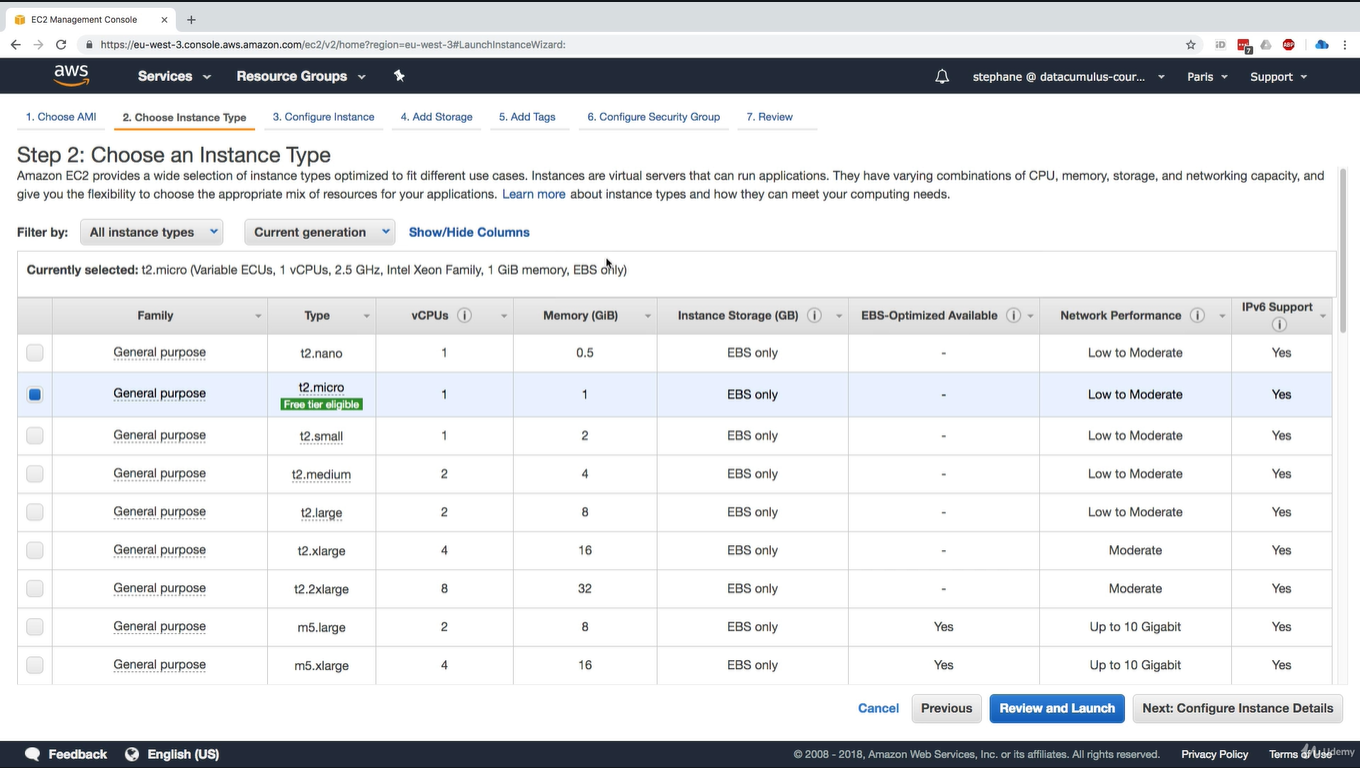 EC2 Management Console
https://eu-west-3.console.aws.amazon.com/ec2/v2/home?region=eu-west-3#LaunchInstanceWizard:
iD
7
ABP
aws
Services
Resource Groups
stephane @ datacumulus-cour...
Paris
Support
1. Choose AMI
2. Choose Instance Type
3. Configure Instance
4. Add Storage
5. Add Tags
6. Configure Security Group
7. Review
Step 2: Choose an Instance Type
Amazon EC2 provides a wide selection of instance types optimized to fit different use cases. Instances are virtual servers that can run applications. They have varying combinations of CPU, memory, storage, and networking capacity, and
give you the flexibility to choose the appropriate mix of resources for your applications. Learn more about instance types and how they can meet your computing needs.
Filter by: All instance types Current generation Show/Hide Columns
Currently selected: t2.micro (Variable ECUs, 1 vCPUs, 2.5 GHz, Intel Xeon Family, 1 GiB memory, EBS only)
Family Type vCPUs Memory (GiB) Instance Storage (GB) EBS-Optimized Available Network Performance IPv6 Support
General purpose t2.nano 1 0.5 EBS only - Low to Moderate Yes
General purpose t2.micro 1 1 EBS only - Low to Moderate Yes
Free tier eligible
General purpose t2.small 1 2 EBS only - Low to Moderate Yes
General purpose t2.medium 2 4 EBS only - Low to Moderate Yes
General purpose t2.large 2 8 EBS only - Low to Moderate Yes
General purpose t2.xlarge 4 16 EBS only - Moderate Yes
General purpose t2.2xlarge 8 32 EBS only - Moderate Yes
General purpose m5.large 2 8 EBS only Yes Up to 10 Gigabit Yes
General purpose m5.xlarge 4 16 EBS only Yes Up to 10 Gigabit Yes
Cancel Previous Review and Launch Next: Configure Instance Details
Feedback English (US)
© 2008 - 2018, Amazon Web Services, Inc. or its affiliates. All rights reserved. Privacy Policy Terms of Use
Udemy